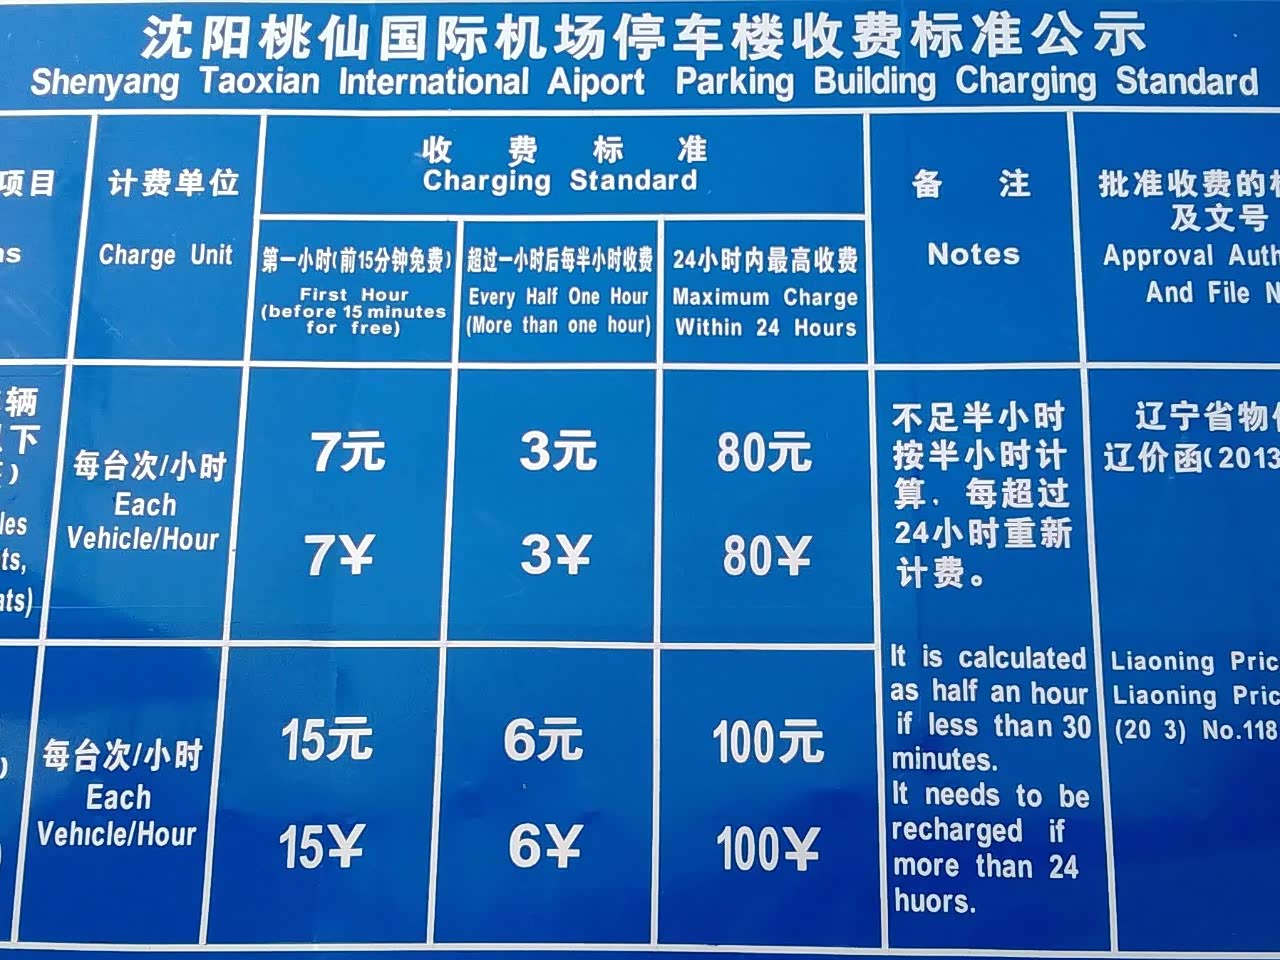 沈阳桃仙国际机场停车楼收费标准公示
Shenyang Taoxian International Aiport Parking Building Charging Standard
项目
计费单位
Charge Unit
收费标准
Charging Standard
第一小时(前15分钟免费)
First Hour
(before 15 minutes
for free)
超过一小时后每半小时收费
Every Half One Hour
(More than one hour)
24小时内最高收费
Maximum Charge
Within 24 Hours
备注
Notes
批准收费的
及文号
Approval
And File
辆
下
每台次/小时
Each
Vehicle/Hour
7元
7¥
3元
3¥
80元
80¥
不足半小时
按半小时计
算，每超过
24小时重新
计费。
It is calculated
as half an hour
if less than 30
minutes.
It needs to be
recharged if
more than 24
huors.
辽宁省物
辽价函(2013
Liaoning
Liaoning
(20 3) No.118
每台次/小时
Each
Vehicle/Hour
15元
15¥
6元
6¥
100元
100¥